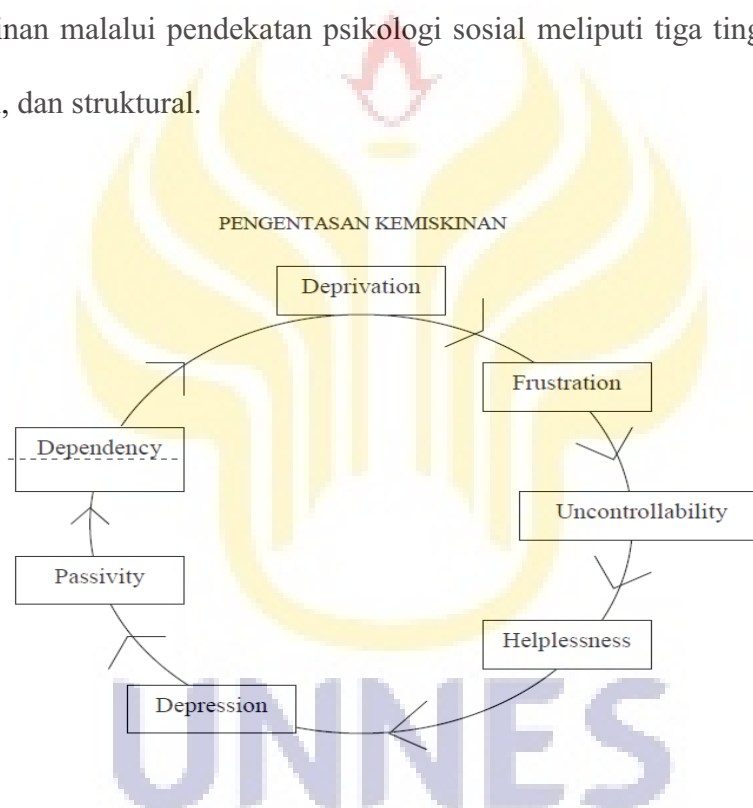 inan malalui pendekatan psikologi sosial meliputi tiga ting
, dan struktural.
PENGENTASAN KEMISKINAN
Deprivation
Frustration
Dependency
Uncontrollability
Passivity
Helplessness
Depression
UNNES